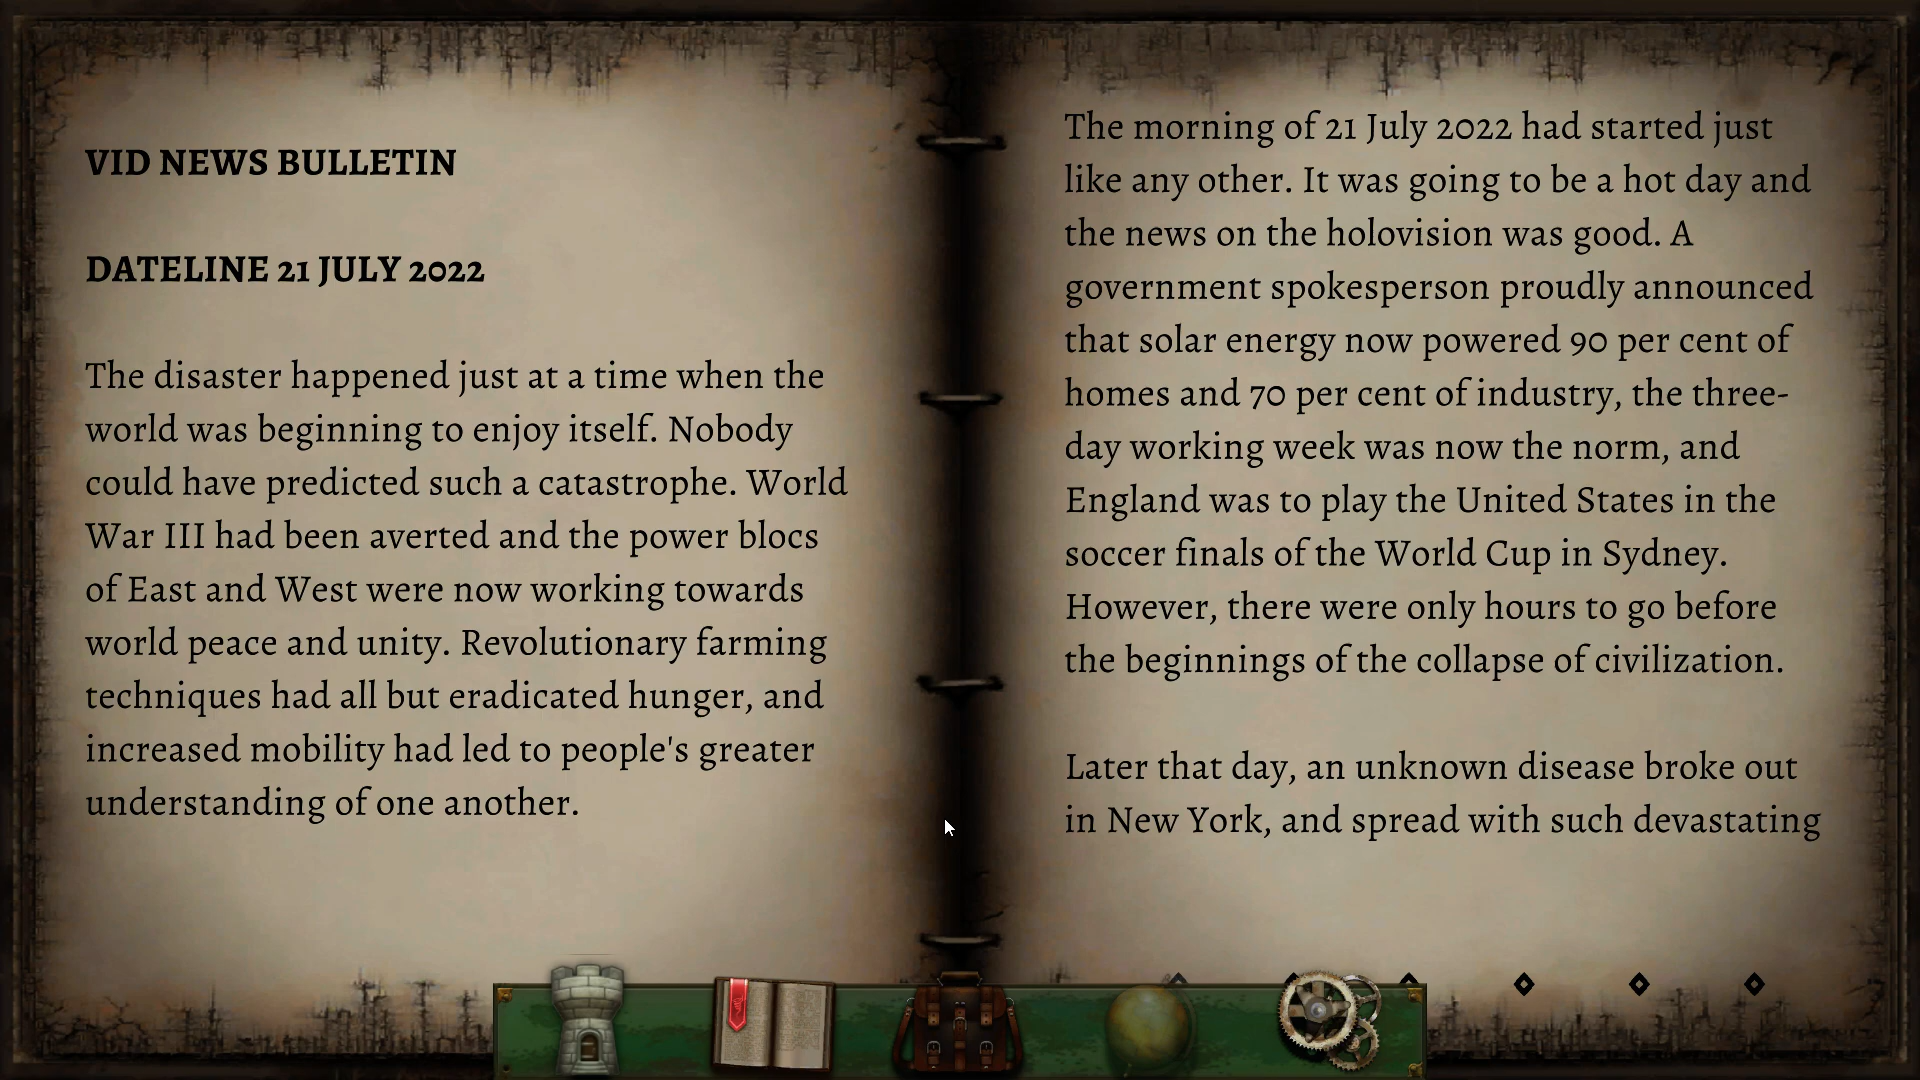 VID NEWS BULLETIN
DATELINE 21 JULY 2022
The disaster happened just at a time when the
world was beginning to enjoy itself. Nobody
could have predicted such a catastrophe. World
War III had been averted and the power blocs
of East and West were now working towards
world peace and unity. Revolutionary farming
techniques had all but eradicated hunger, and
increased mobility had led to people's greater
understanding of one another.
The morning of 21 July 2022 had started just
like any other. It was going to be a hot day and
the news on the holovision was good. A
government spokesperson proudly announced
that solar energy now powered 90 per cent of
homes and 70 per cent of industry, the three-
day working week was now the norm, and
England was to play the United States in the
soccer finals of the World Cup in Sydney.
However, there were only hours to go before
the beginnings of the collapse of civilization.
Later that day, an unknown disease broke out
in New York, and spread with such devastating